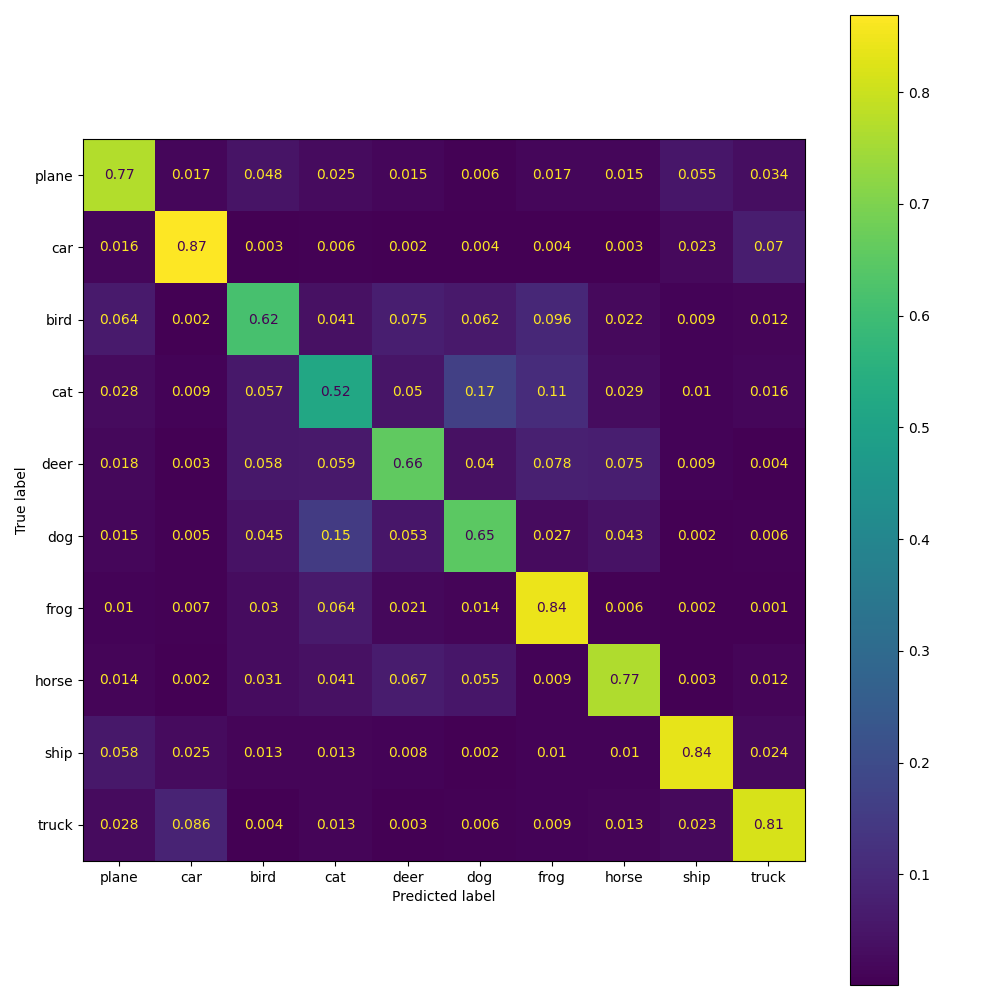 0.8
plane 0.77 0.017 0.048 0.025 0.015 0.006 0.017 0.015 0.055 0.034
0.7
car 0.016 0.87 0.003 0.006 0.002 0.004 0.004 0.003 0.023 0.07
bird 0.064 0.002 0.62 0.041 0.075 0.062 0.096 0.022 0.009 0.012
0.6
cat 0.028 0.009 0.057 0.52 0.05 0.17 0.11 0.029 0.01 0.016
0.5
deer 0.018 0.003 0.058 0.059 0.66 0.04 0.078 0.075 0.009 0.004
True label
dog 0.015 0.005 0.045 0.15 0.053 0.65 0.027 0.043 0.002 0.006
0.4
frog 0.01 0.007 0.03 0.064 0.021 0.014 0.84 0.006 0.002 0.001
0.3
horse 0.014 0.002 0.031 0.041 0.067 0.055 0.009 0.77 0.003 0.012
ship 0.058 0.025 0.013 0.013 0.008 0.002 0.01 0.01 0.84 0.024
0.2
truck 0.028 0.086 0.004 0.013 0.003 0.006 0.009 0.013 0.023 0.81
0.1
plane car bird cat deer dog frog horse ship truck
Predicted label